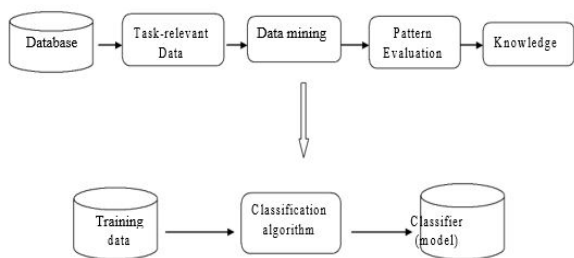 Database
Task-relevant
Data
Data mining
Pattern
Evaluation
Knowledge
Training
data
Classification
algorithm
Classifier
(model)